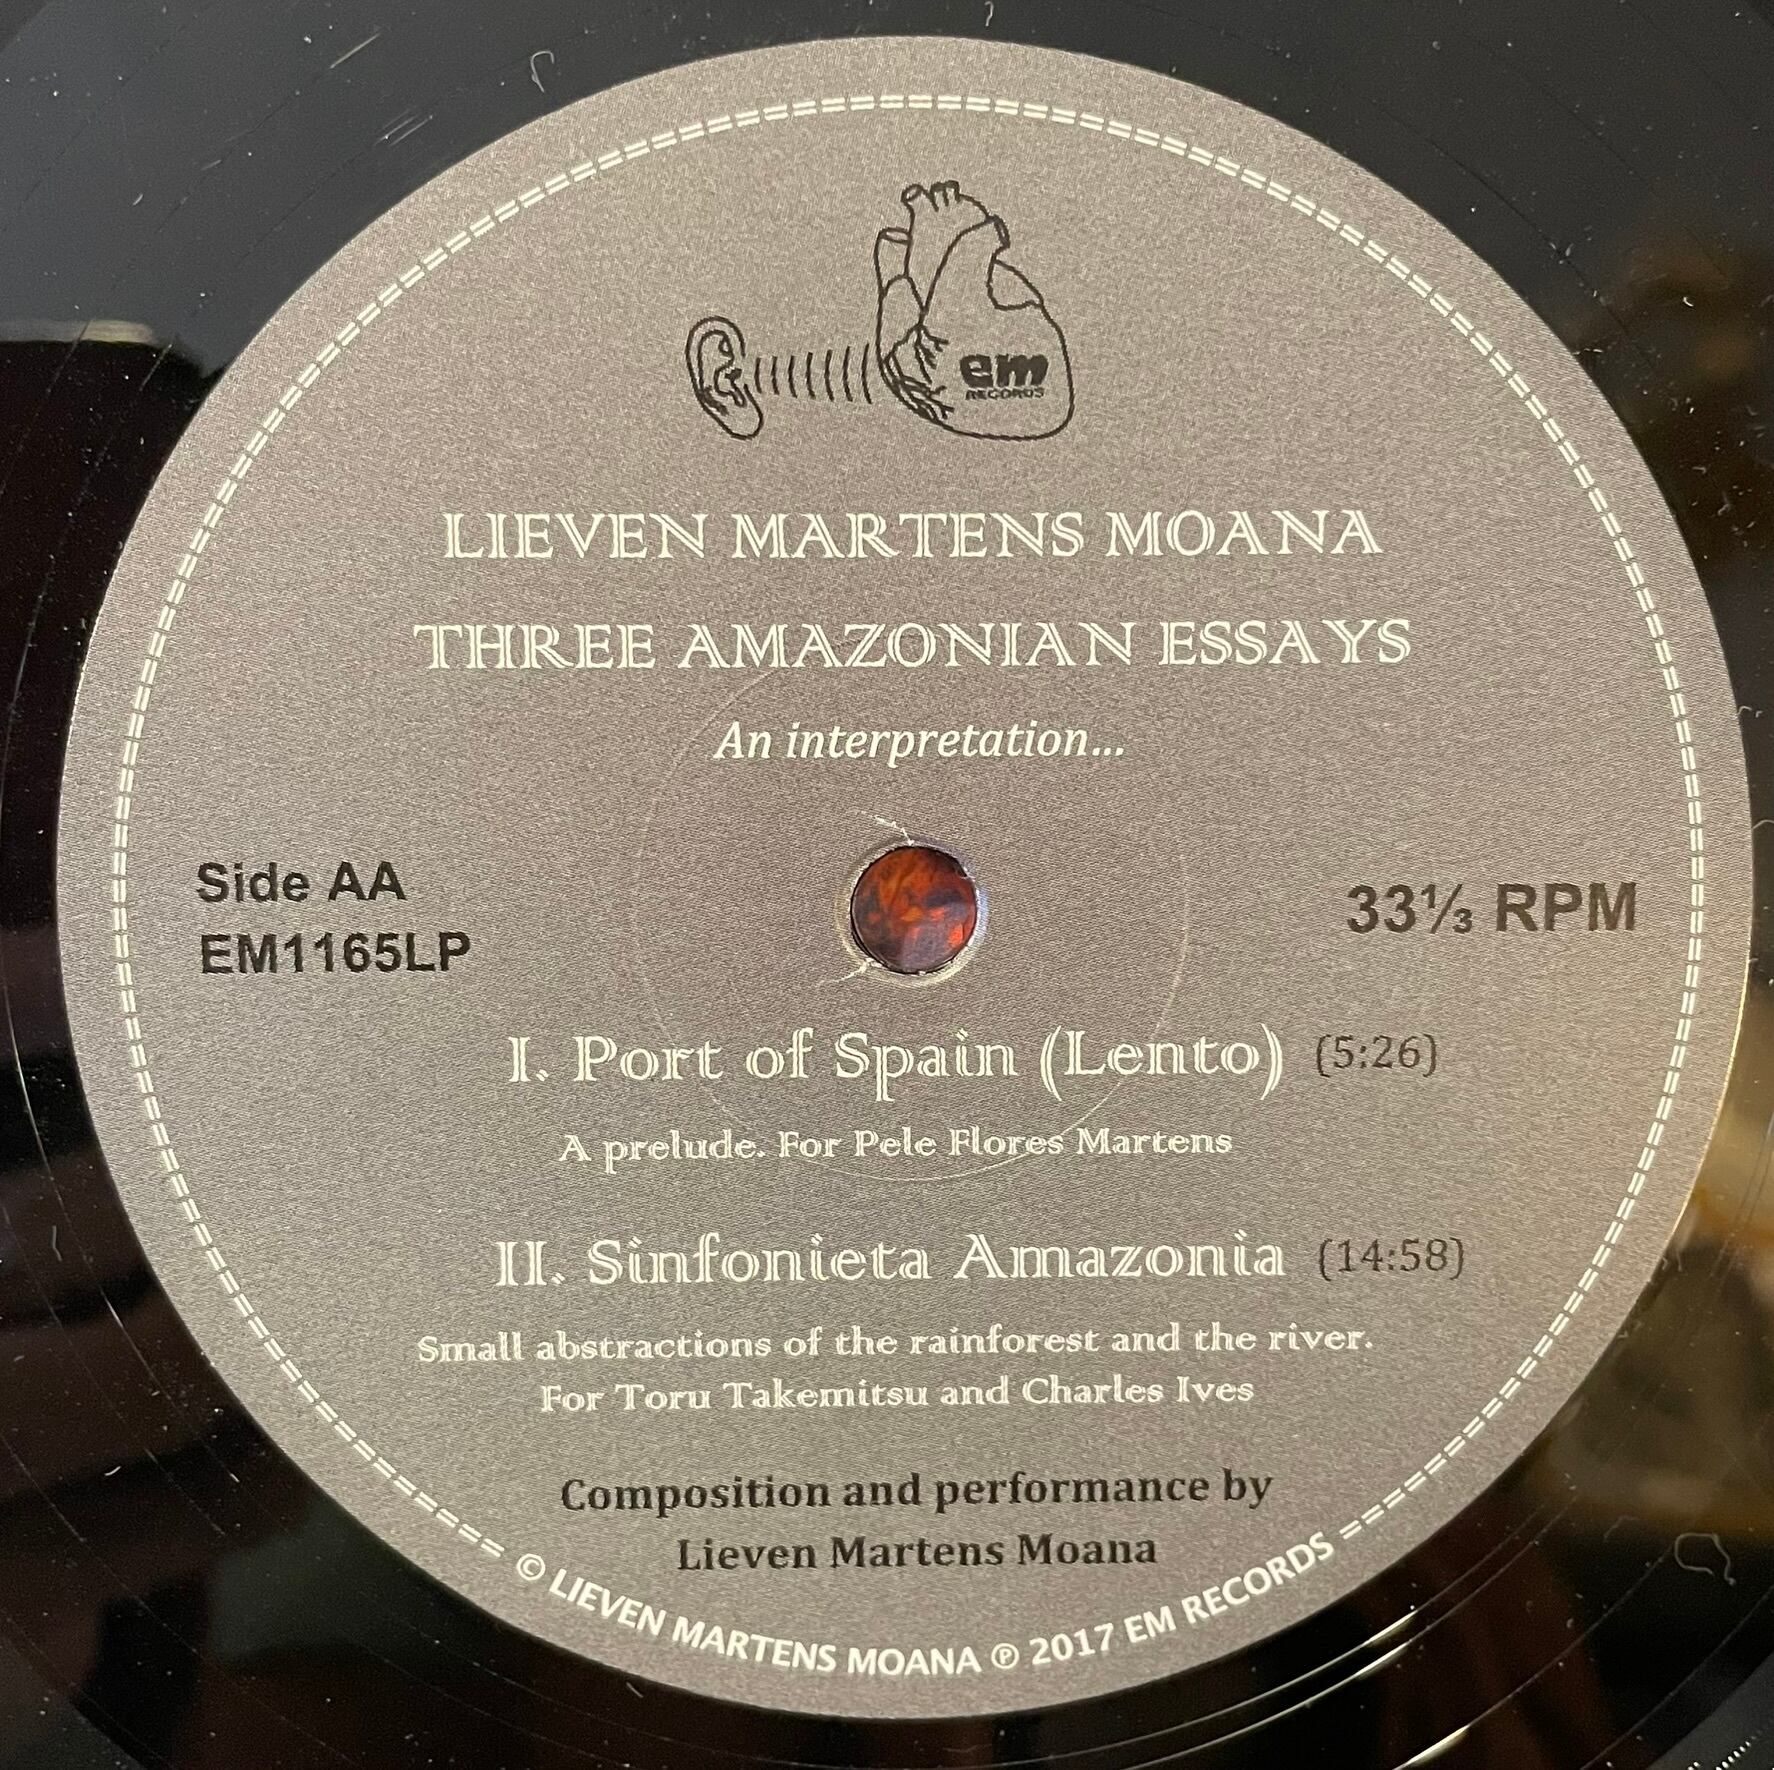 em
RECORDS
LIEVEN MARTENS MOANA
THREE AMAZONIAN ESSAYS
An interpretation...
Side AA
EM1165LP
33⅓ RPM
I. Port of Spain (Lento) (5:26)
A prelude. For Pele Flores Martens
II. Sinfonieta Amazonia (14:58)
Small abstractions of the rainforest and the river.
For Toru Takemitsu and Charles Ives
Composition and performance by
Lieven Martens Moana
© LIEVEN MARTENS MOANA ℗ 2017 EM RECORDS